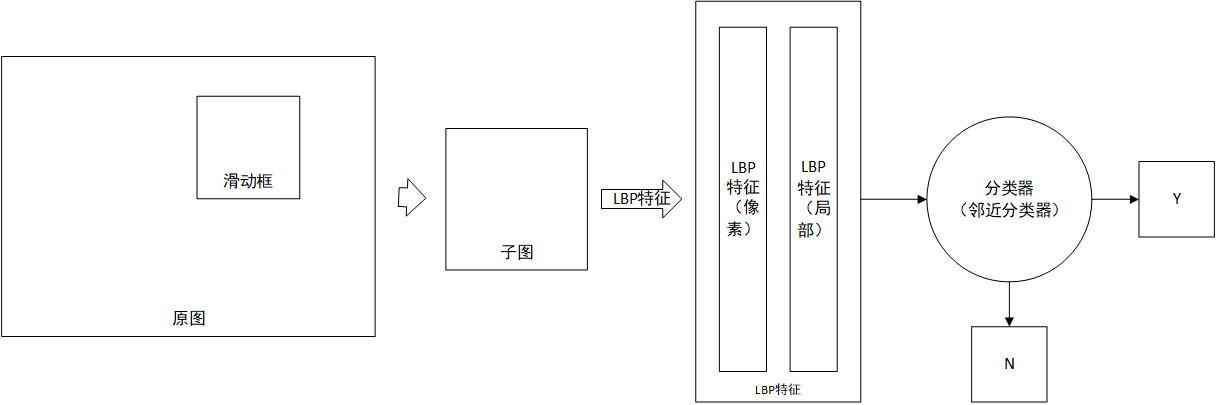 滑动框
原图
子图
LBP特征
LBP
特征
（像
素）
LBP
特征
（局
部）
LBP特征
分类器
（邻近分类器）
Y
N